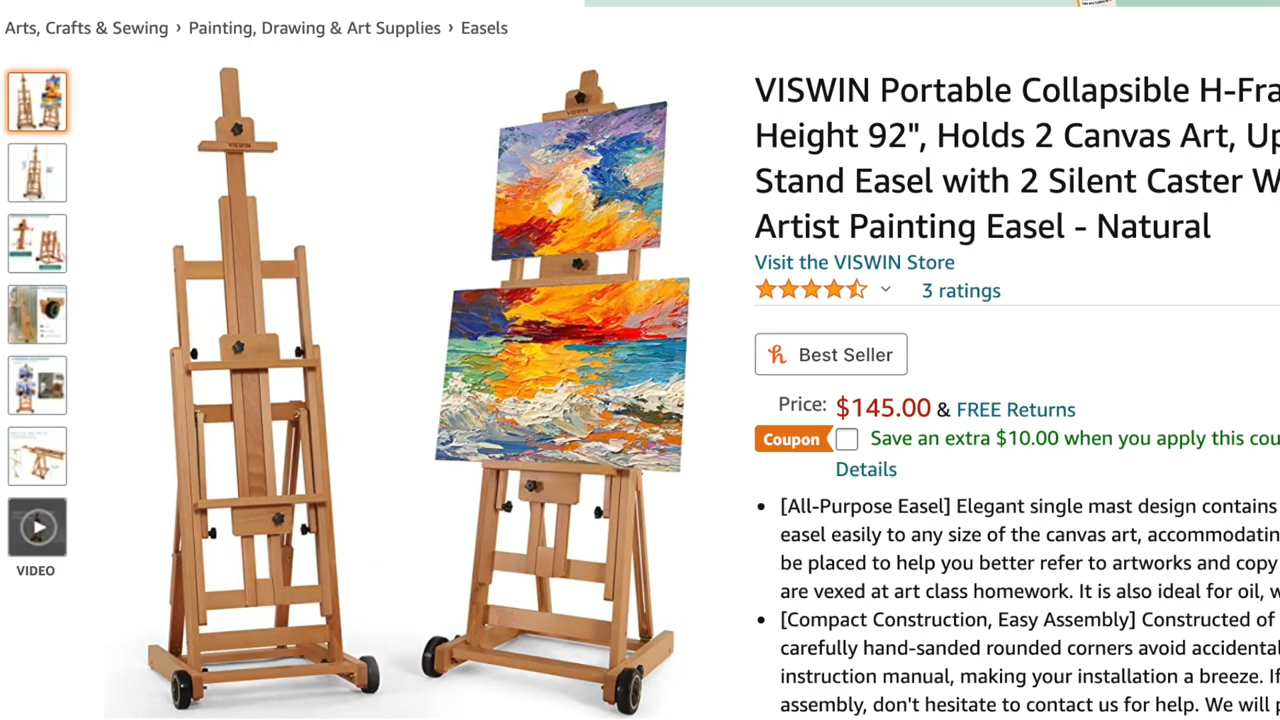 Arts, Crafts & Sewing › Painting, Drawing & Art Supplies › Easels
VISWIN Portable Collapsible H-Fra
Height 92", Holds 2 Canvas Art, Up
Stand Easel with 2 Silent Caster W
Artist Painting Easel - Natural
Visit the VISWIN Store
3 ratings
Best Seller
Price: $145.00 & FREE Returns
Coupon Save an extra $10.00 when you apply this cou
Details
• [All-Purpose Easel] Elegant single mast design contains
easel easily to any size of the canvas art, accommodatin
be placed to help you better refer to artworks and copy
are vexed at art class homework. It is also ideal for oil, w
• [Compact Construction, Easy Assembly] Constructed of
carefully hand-sanded rounded corners avoid accidental
instruction manual, making your installation a breeze. If
assembly, don't hesitate to contact us for help. We will p
VIDEO
VISWIN
VISWIN